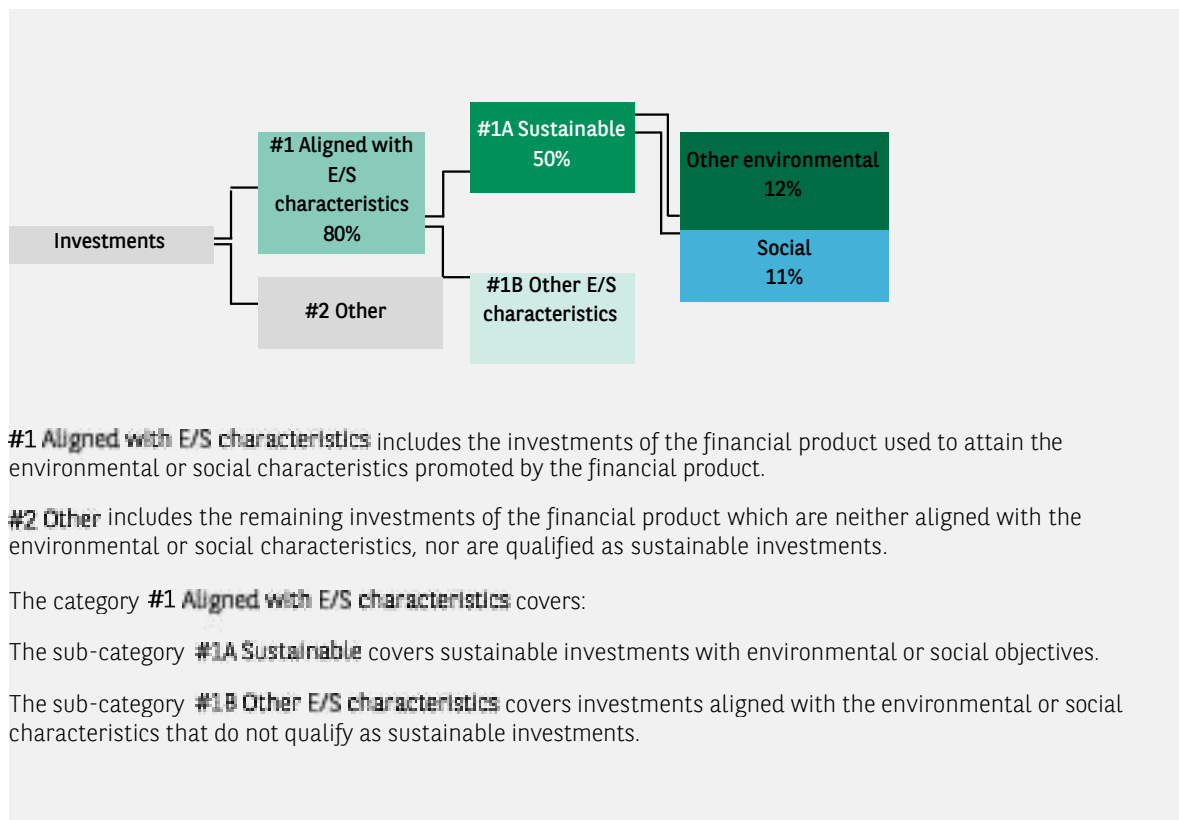 #1A Sustainable
50%
#1 Aligned with
E/S
characteristics
80%
Other environmental
12%
Investments
Social
11%
#2 Other
#1B Other E/S
characteristics
#1 Aligned with E/S characteristics includes the investments of the financial product used to attain the
environmental or social characteristics promoted by the financial product.
#2 Other includes the remaining investments of the financial product which are neither aligned with the
environmental or social characteristics, nor are qualified as sustainable investments.
The category #1 Aligned with E/S characteristics covers:
The sub-category #1A Sustainable covers sustainable investments with environmental or social objectives.
The sub-category #1B Other E/S characteristics covers investments aligned with the environmental or social
characteristics that do not qualify as sustainable investments.